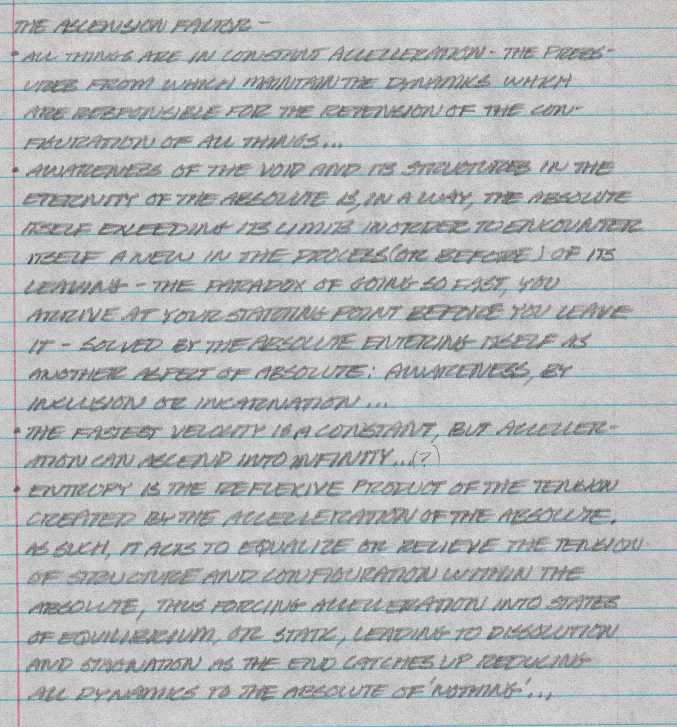 THE ASCENSION FACTOR -
• ALL THINGS ARE IN CONSTANT ACCELLERATION - THE PRESS-
URES FROM WHICH MAINTAIN THE DYNAMICS WHICH
ARE RESPONSIBLE FOR THE RETENSION OF THE CON-
FIGURATION OF ALL THINGS...
• AWARENESS OF THE VOID AND ITS STRUCTURES IN THE
ETERNITY OF THE ABSOLUTE IS, IN A WAY, THE ABSOLUTE
ITSELF EXCEEDING ITS LIMITS IN ORDER TO ENCOUNTER
ITSELF A NEW IN THE PROCESS (OR BEFORE) OF ITS
LEAVING - THE PARADOX OF GOING SO FAST, YOU
ARRIVE AT YOUR STARTING POINT BEFORE YOU LEAVE
IT - SOLVED BY THE ABSOLUTE ENTERING ITSELF AS
ANOTHER ASPECT OF ABSOLUTE: AWARENESS, BY
INCLUSION OR INCARNATION...
• THE FASTEST VELOCITY IS A CONSTANT, BUT ACCELLER-
ATION CAN ASCEND INTO INFINITY...(?)
• ENTROPY IS THE REFLEXIVE PRODUCT OF THE TENSION
CREATED BY THE ACCELLERATION OF THE ABSOLUTE.
AS SUCH, IT ACTS TO EQUALIZE OR RELIEVE THE TENSION
OF STRUCTURE AND CONFIGURATION WITHIN THE
ABSOLUTE, THUS FORCING ACCELLERATION INTO STATES
OF EQUILIBRIUM, OR STATIC, LEADING TO DISSOLUTION
AND STAGNATION AS THE END CATCHES UP REDUCING
ALL DYNAMICS TO THE ABSOLUTE OF 'NOTHING'...